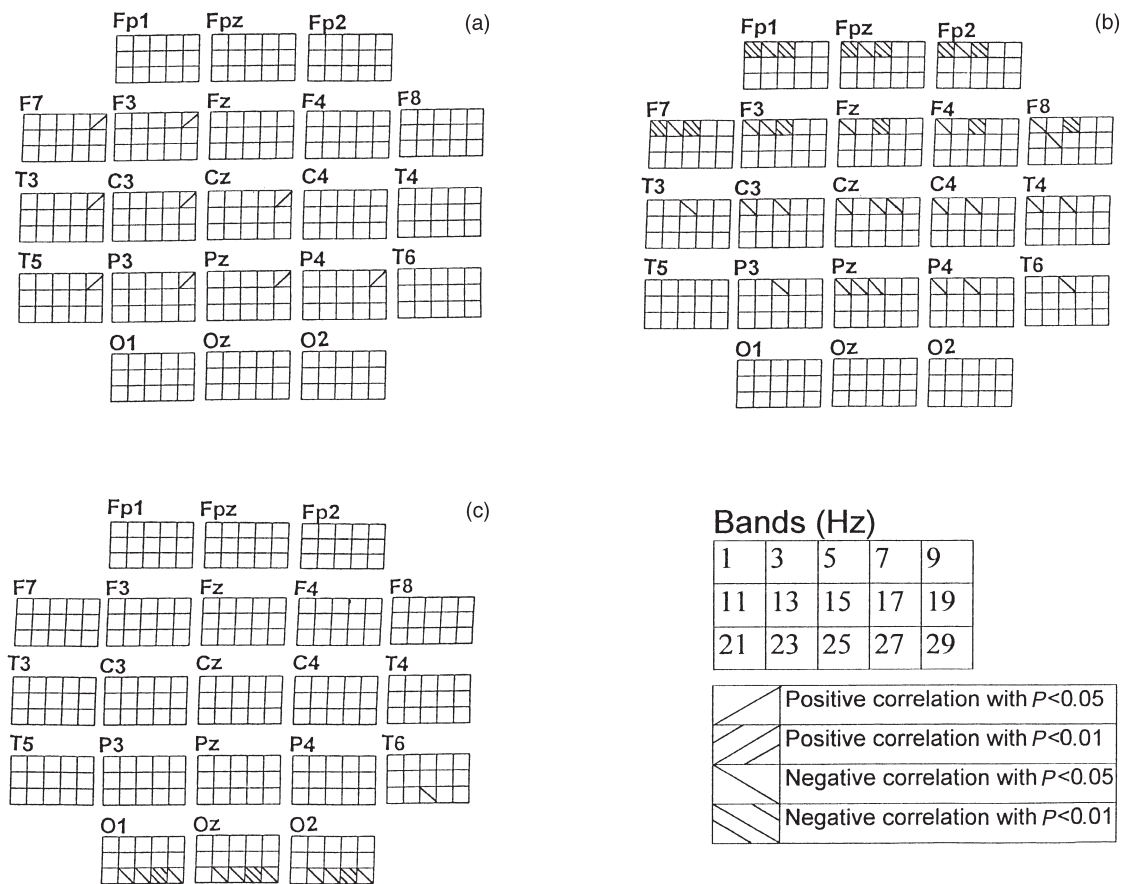 (a)
Fp1 Fpz Fp2
F7 F3 Fz F4 F8
T3 C3 Cz C4 T4
T5 P3 Pz P4 T6
O1 Oz O2
(b)
Fp1 Fpz Fp2
F7 F3 Fz F4 F8
T3 C3 Cz C4 T4
T5 P3 Pz P4 T6
O1 Oz O2
(c)
Fp1 Fpz Fp2
F7 F3 Fz F4 F8
T3 C3 Cz C4 T4
T5 P3 Pz P4 T6
O1 Oz O2
Bands (Hz)
1 3 5 7 9
11 13 15 17 19
21 23 25 27 29
Positive correlation with P<0.05
Positive correlation with P<0.01
Negative correlation with P<0.05
Negative correlation with P<0.01